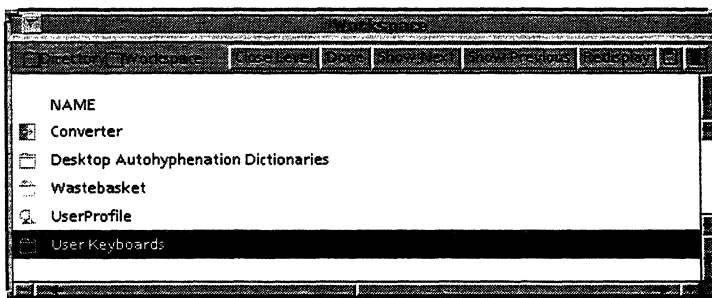 Workspace
Directory Workspace Close Level Done Show Next Show Previous Redisplay
NAME
Converter
Desktop Autohyphenation Dictionaries
Wastebasket
UserProfile
User Keyboards